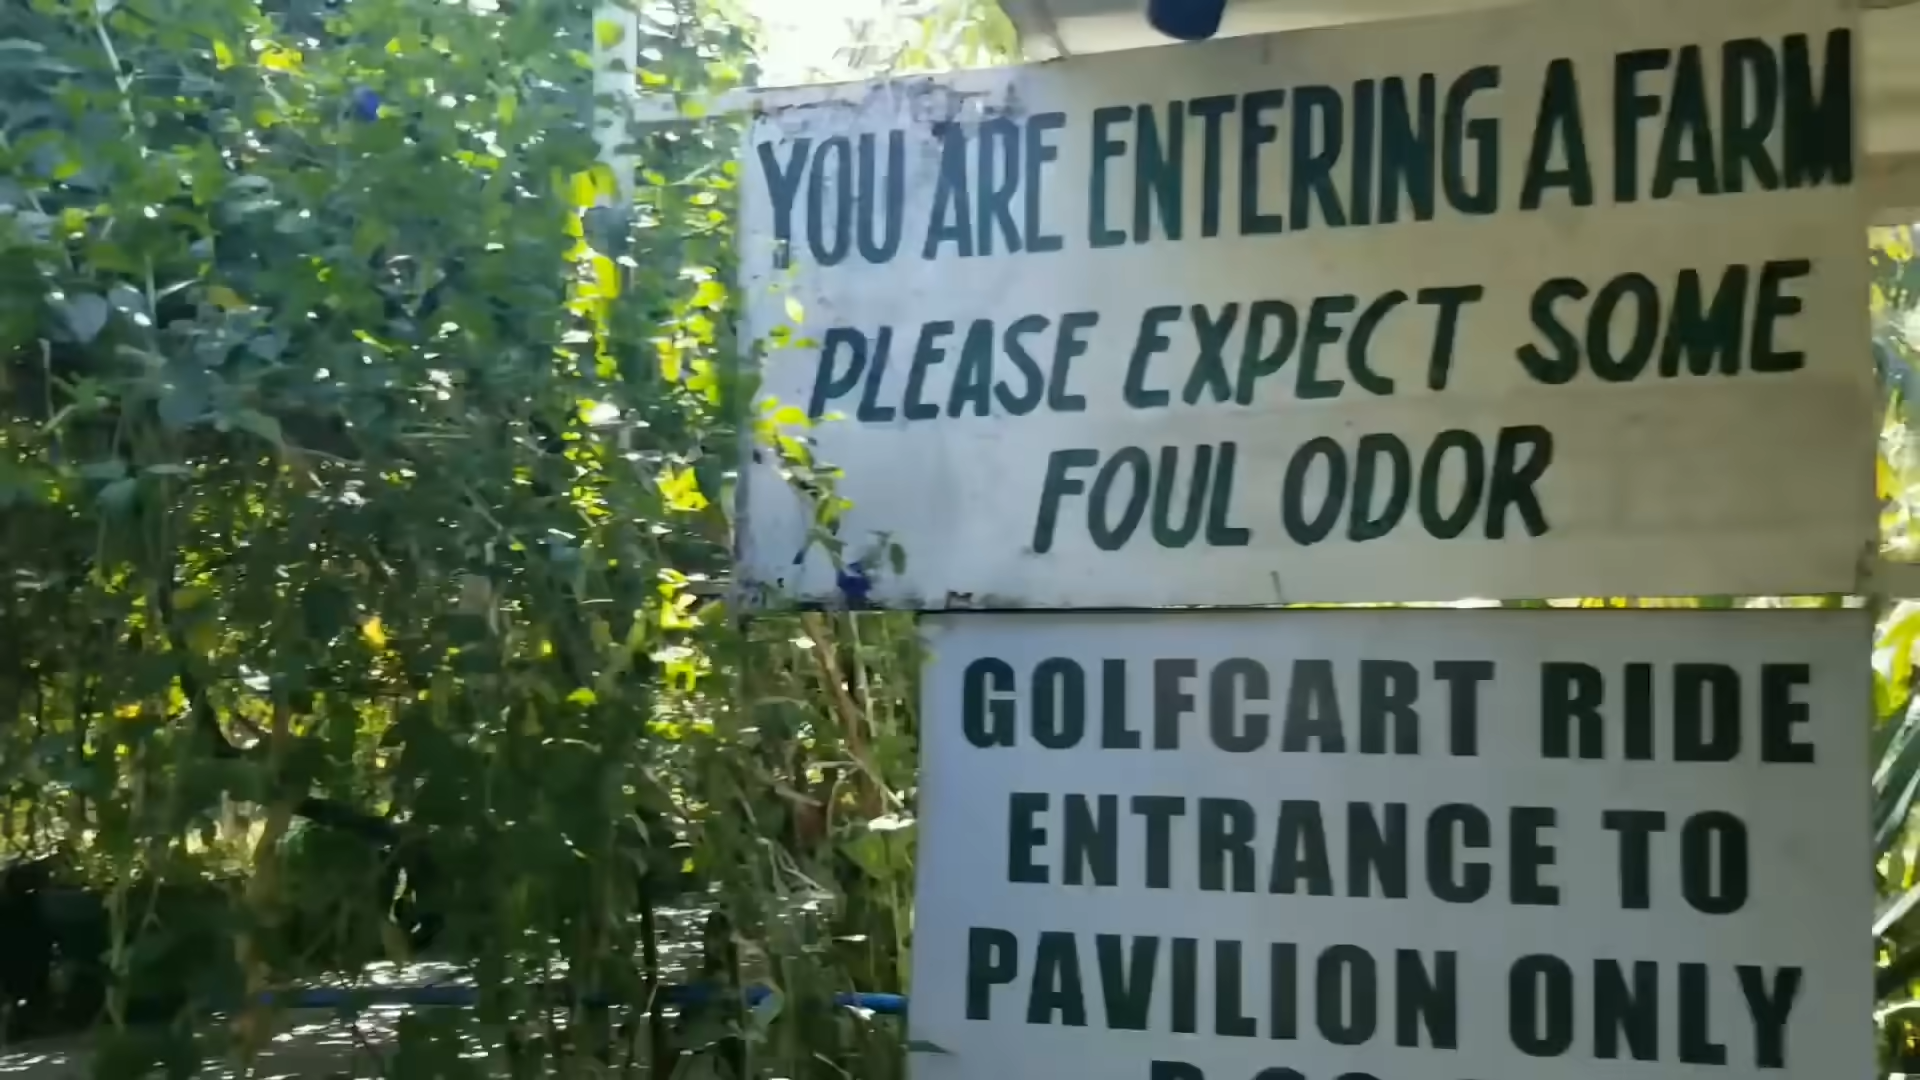 YOU ARE ENTERING A FARM
PLEASE EXPECT SOME
FOUL ODOR
GOLFCART RIDE
ENTRANCE TO
PAVILION ONLY